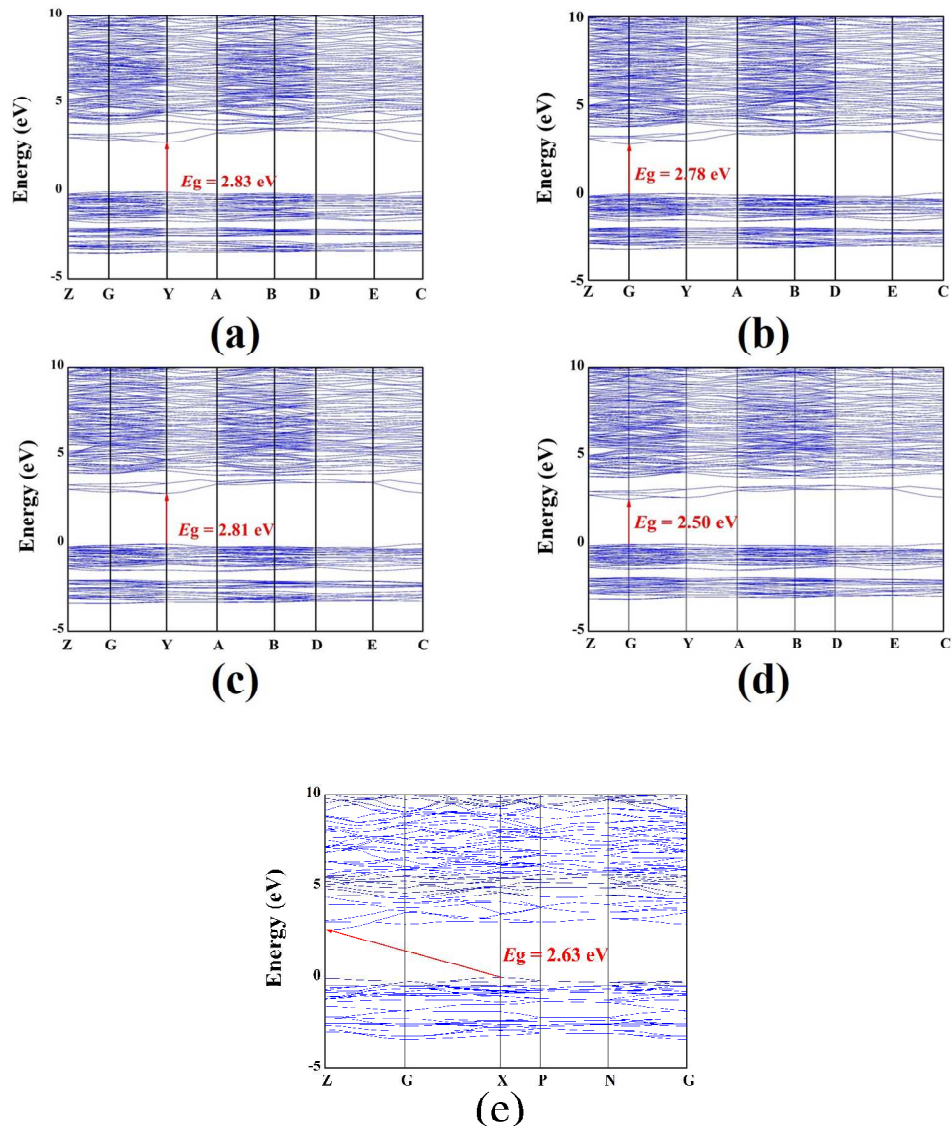 10
5
0
-5
Energy (eV)
Eg = 2.83 eV
Z G Y A B D E C
(a)
10
5
0
-5
Energy (eV)
Eg = 2.78 eV
Z G Y A B D E C
(b)
10
5
0
-5
Energy (eV)
Eg = 2.81 eV
Z G Y A B D E C
(c)
10
5
0
-5
Energy (eV)
Eg = 2.50 eV
Z G Y A B D E C
(d)
10
5
0
-5
Energy (eV)
Eg = 2.63 eV
Z G X P N G
(e)